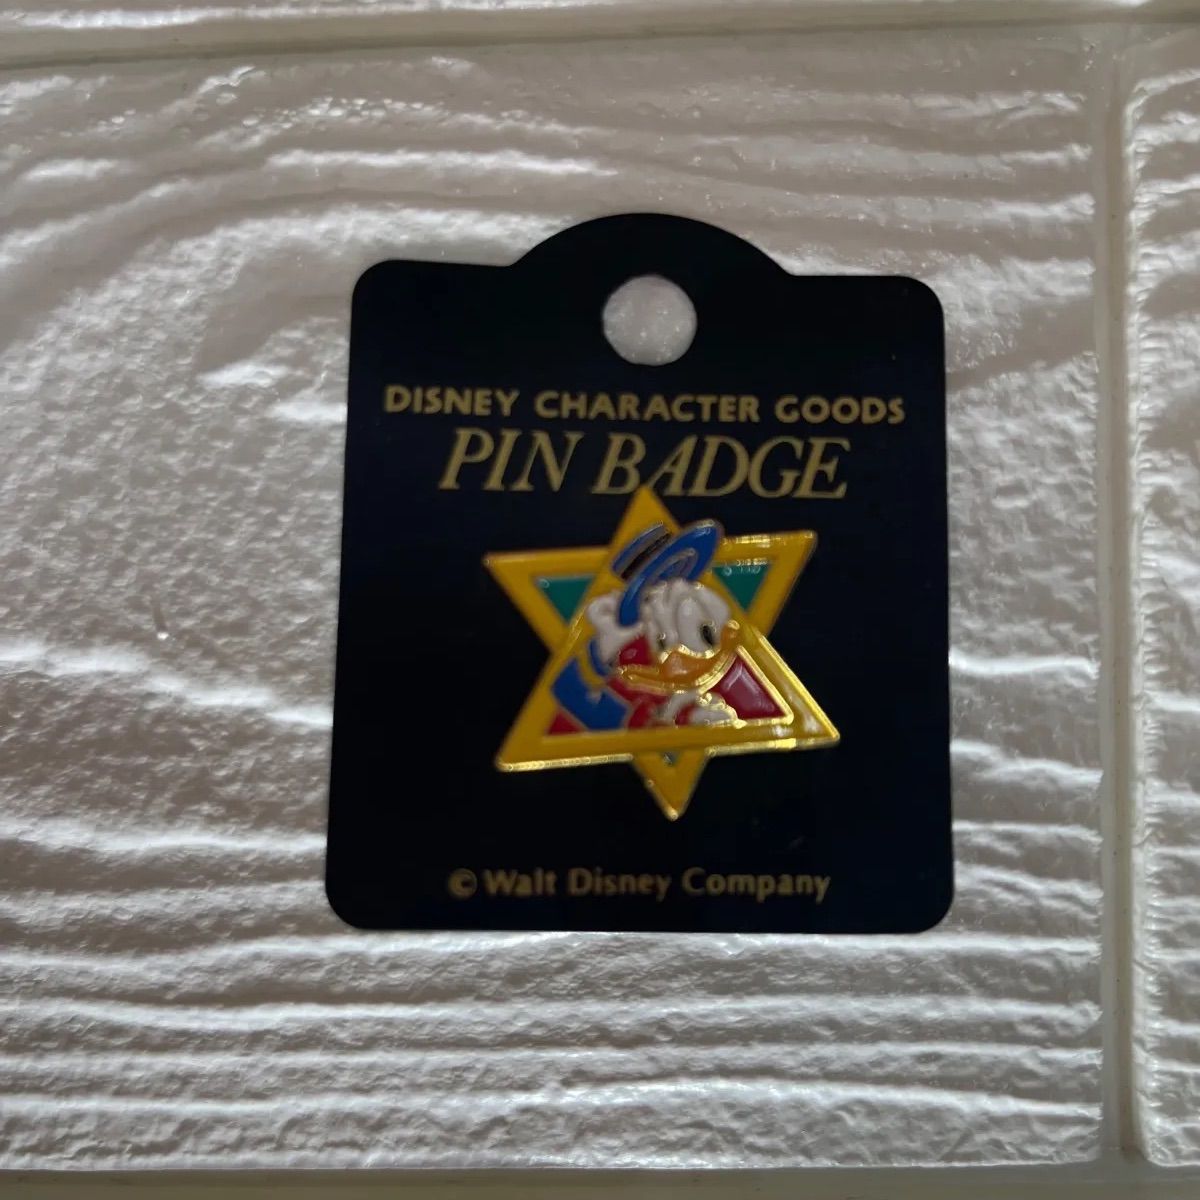 DISNEY CHARACTER GOODS
PIN BADGE
© Walt Disney Company